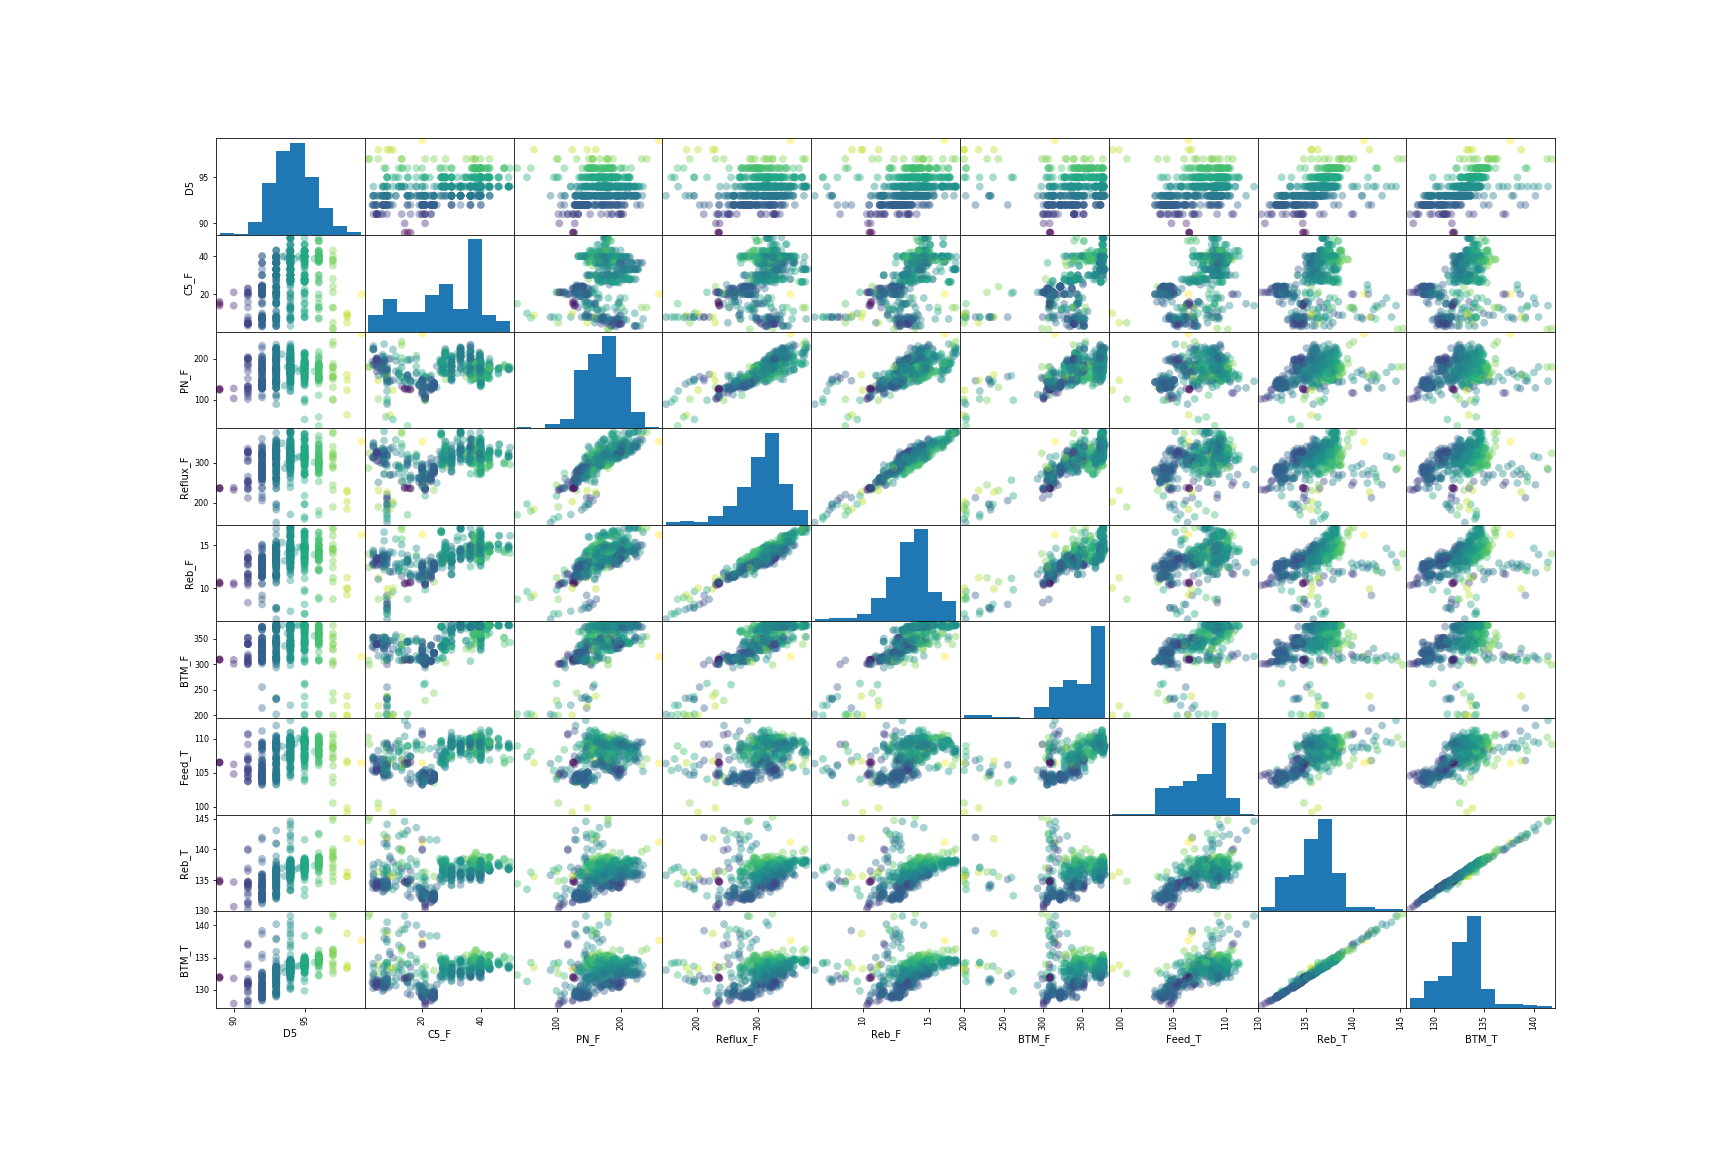 D5
95
90
C5_F
40
20
PN_F
200
100
Reflux_F
300
200
Reb_F
15
10
BTM_F
350
300
250
200
Feed_T
110
105
100
Reb_T
145
140
135
130
BTM_T
140
135
130
90 95 20 40 100 200 200 300 10 15 200 250 300 350 100 105 110 130 135 140 145 130 135 140
D5 C5_F PN_F Reflux_F Reb_F BTM_F Feed_T Reb_T BTM_T